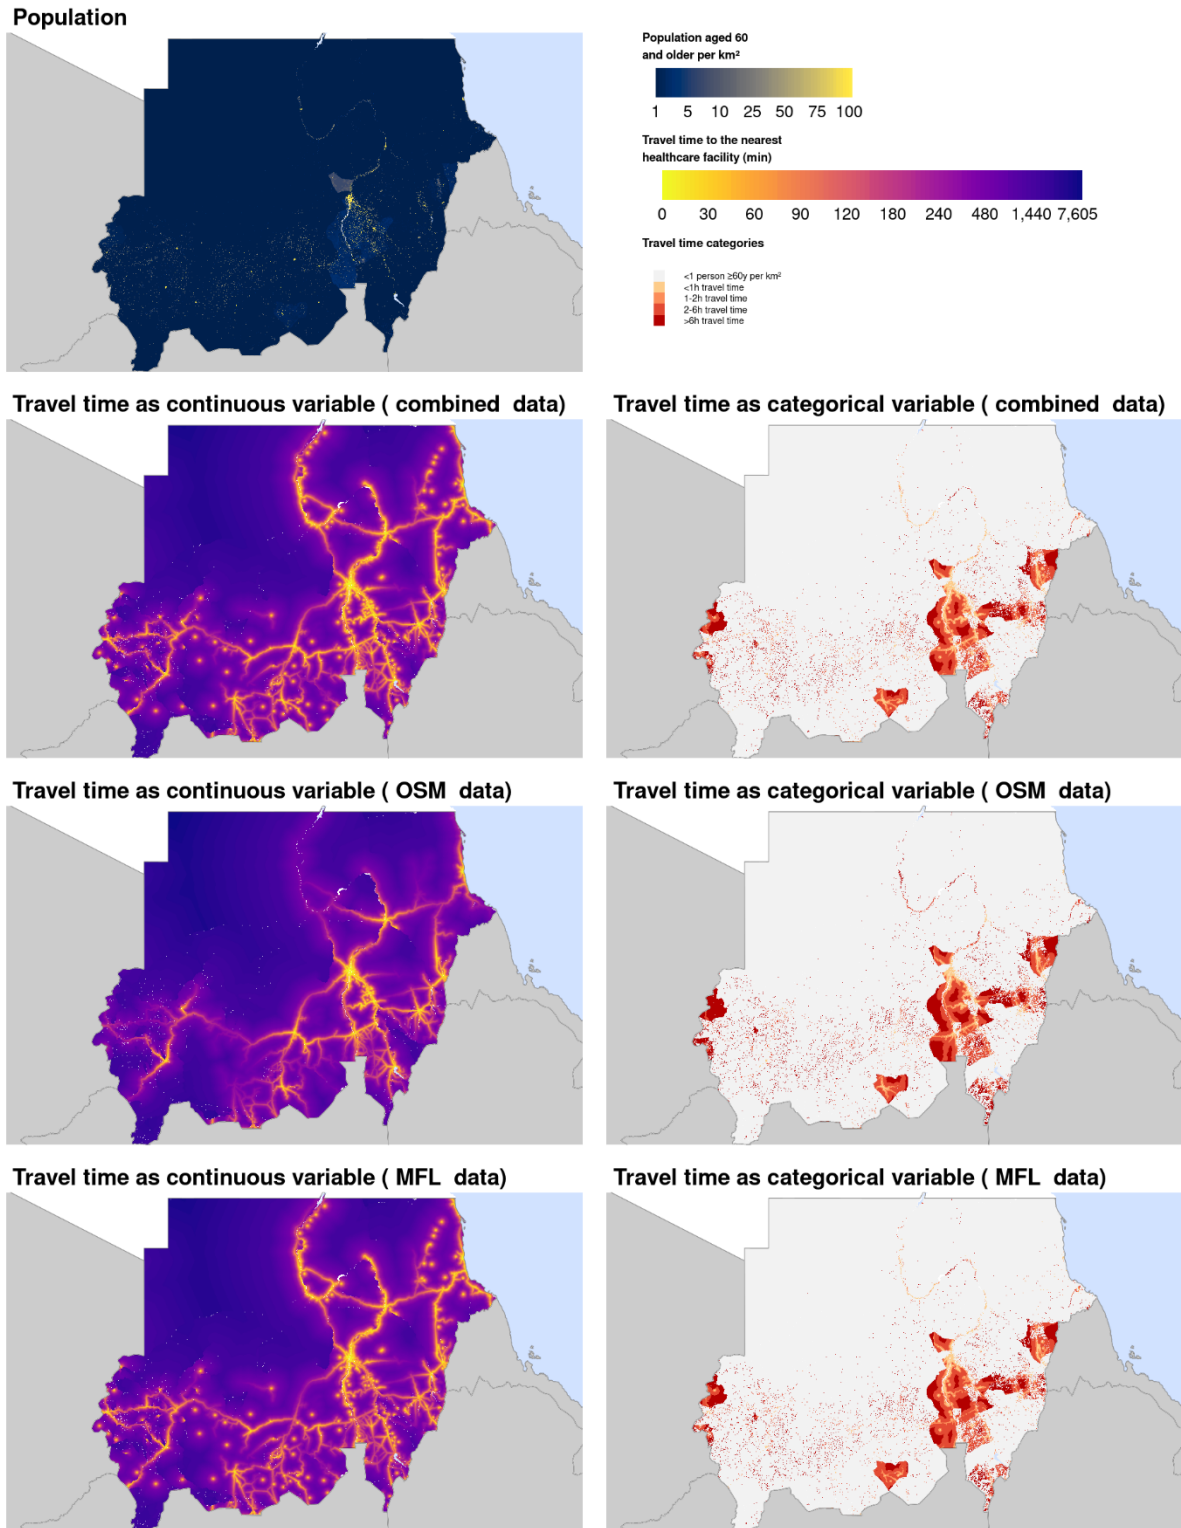 Population
Population aged 60
and older per km²
1 5 10 25 50 75 100
Travel time to the nearest
healthcare facility (min)
0 30 60 90 120 180 240 480 1,440 7,605
Travel time categories
<1 person ≥60y per km²
<1h travel time
1-2h travel time
2-6h travel time
>6h travel time
Travel time as continuous variable ( combined data)
Travel time as categorical variable ( combined data)
Travel time as continuous variable ( OSM data)
Travel time as categorical variable ( OSM data)
Travel time as continuous variable ( MFL data)
Travel time as categorical variable ( MFL data)